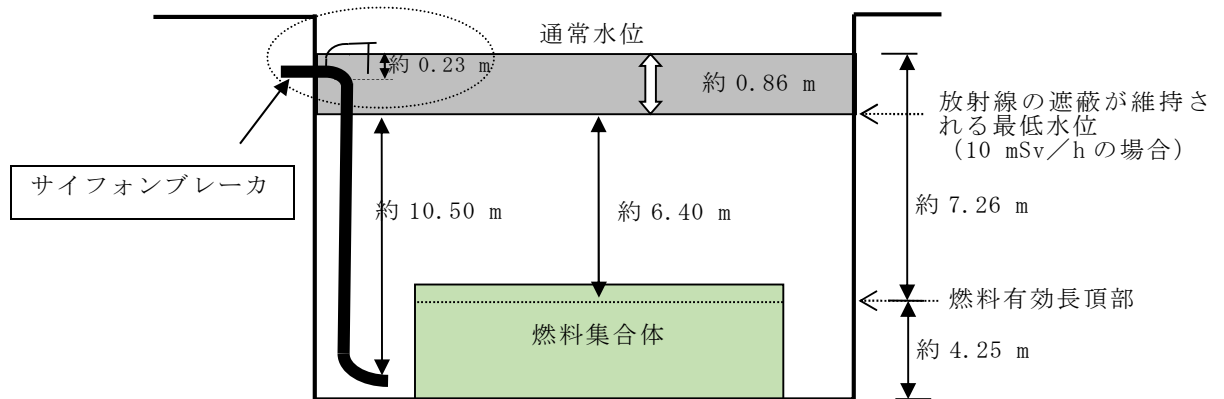 通常水位
約 0.23 m
約 0.86 m
放射線の遮蔽が維持さ
れる最低水位
（10 mSv／h の場合）
サイフォンブレーカ
約 10.50 m
約 6.40 m
約 7.26 m
燃料有効長頂部
燃料集合体
約 4.25 m